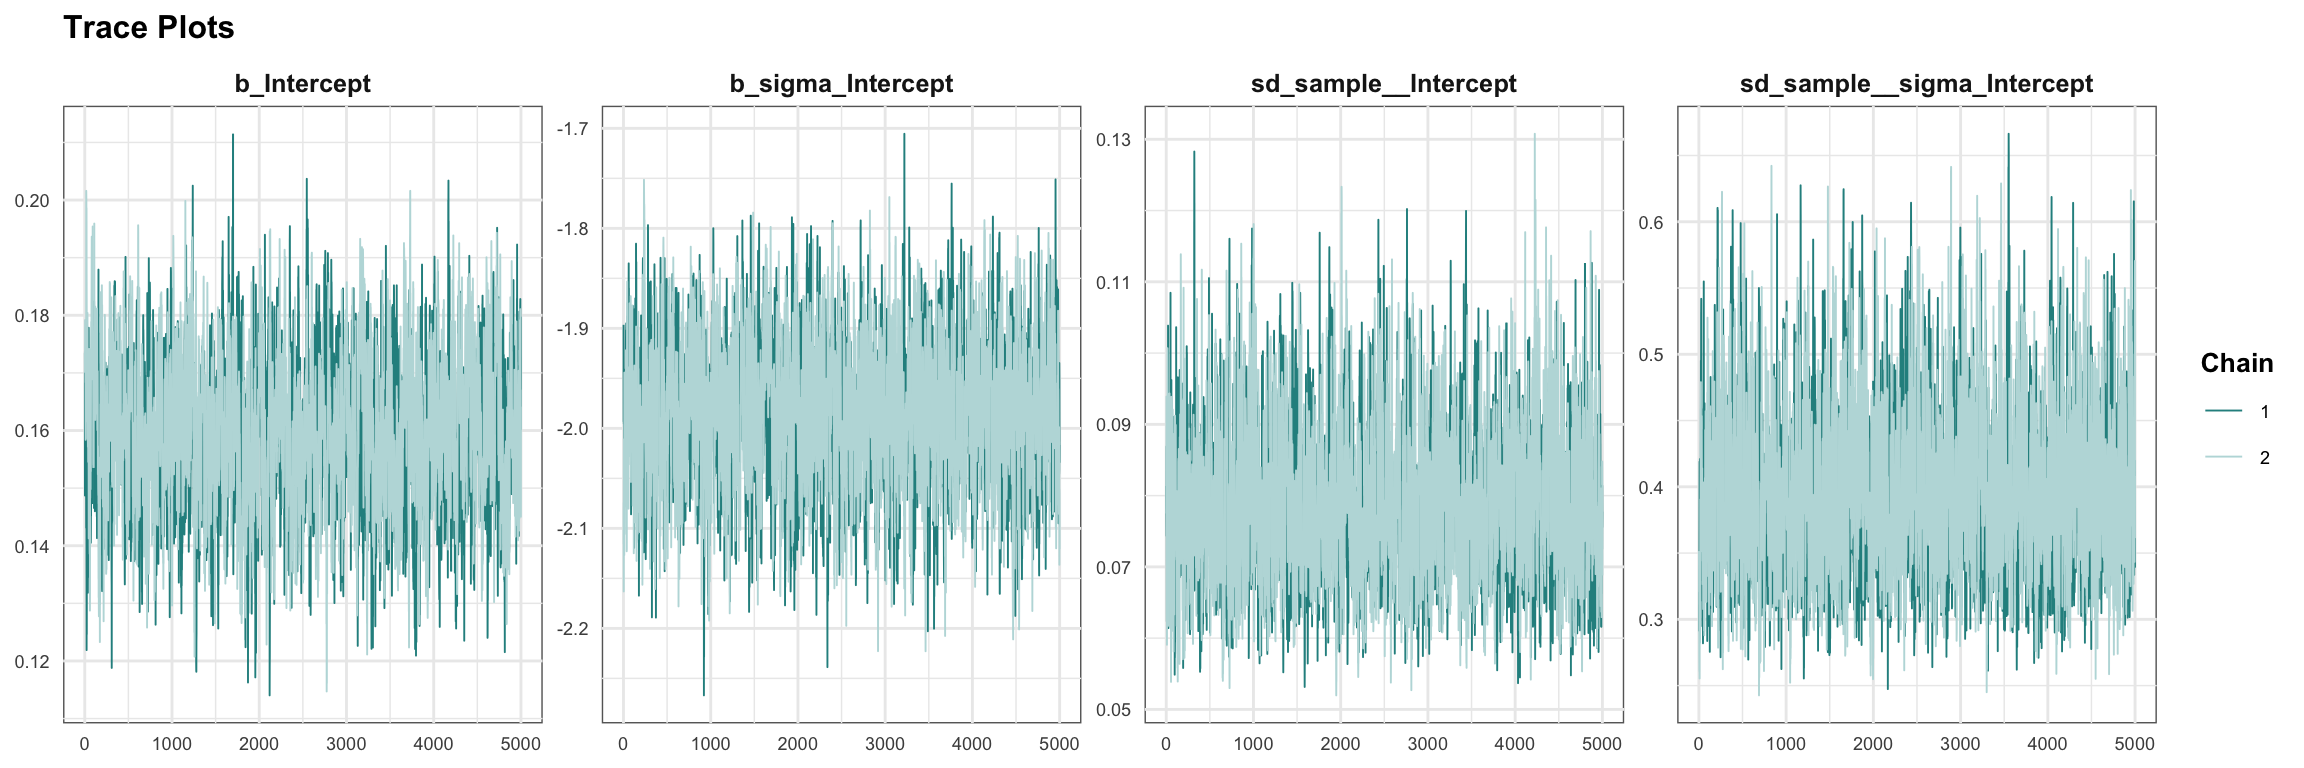 Trace Plots
b_Intercept
b_sigma_Intercept
sd_sample__Intercept
sd_sample__sigma_Intercept
0.20
0.18
0.16
0.14
0.12
-1.7
-1.8
-1.9
-2.0
-2.1
-2.2
0.13
0.11
0.09
0.07
0.05
0.6
0.5
0.4
0.3
0 1000 2000 3000 4000 5000
0 1000 2000 3000 4000 5000
0 1000 2000 3000 4000 5000
0 1000 2000 3000 4000 5000
Chain
1
2